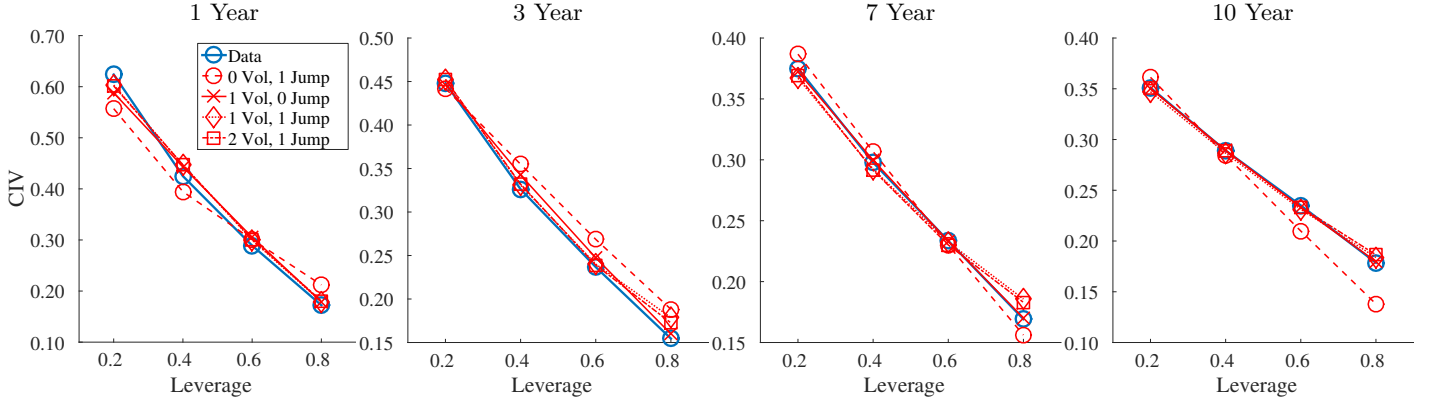 1 Year
3 Year
7 Year
10 Year
0.70
0.60
0.50
0.40
0.30
0.20
0.10
CIV
Data
0 Vol, 1 Jump
1 Vol, 0 Jump
1 Vol, 1 Jump
2 Vol, 1 Jump
0.2 0.4 0.6 0.8
Leverage
0.50
0.45
0.40
0.35
0.30
0.25
0.20
0.15
0.2 0.4 0.6 0.8
Leverage
0.40
0.35
0.30
0.25
0.20
0.15
0.2 0.4 0.6 0.8
Leverage
0.40
0.35
0.30
0.25
0.20
0.15
0.10
0.2 0.4 0.6 0.8
Leverage